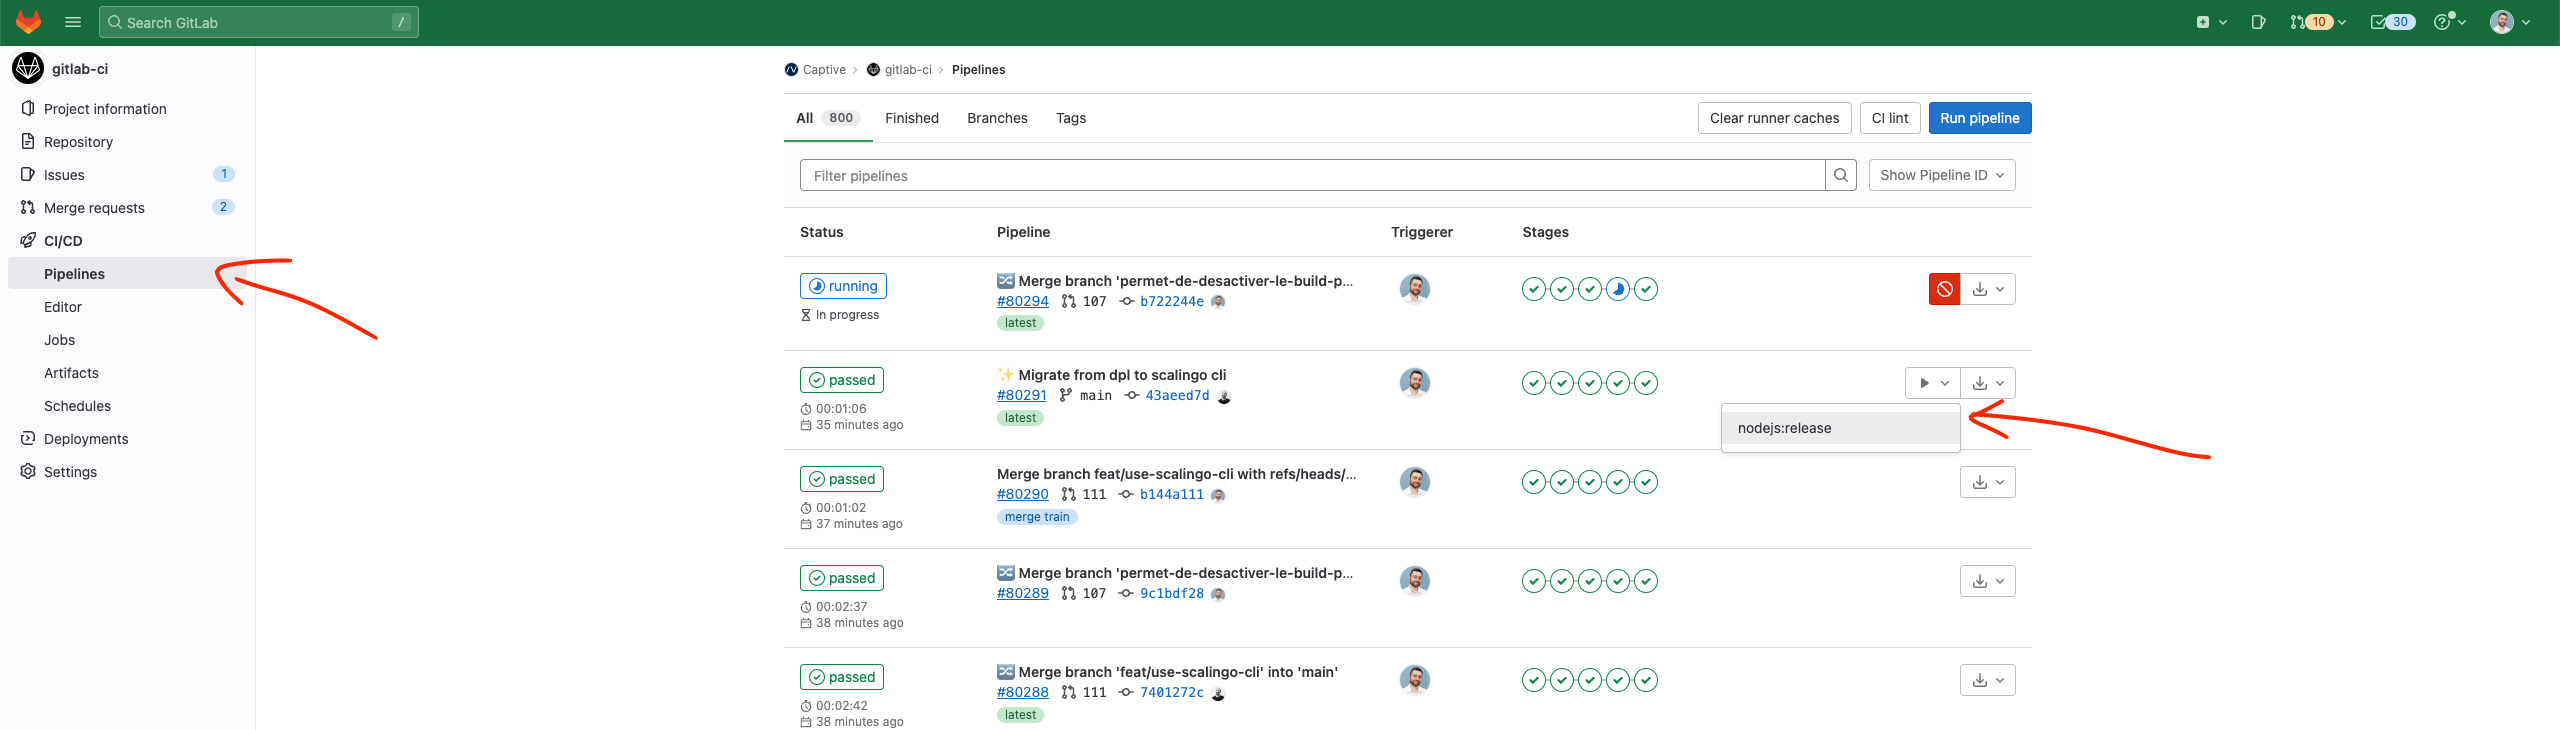 Search GitLab /
10
30
gitlab-ci
Project information
Repository
Issues 1
Merge requests 2
CI/CD
Pipelines
Editor
Jobs
Artifacts
Schedules
Deployments
Settings
Captive › gitlab-ci › Pipelines
All 800 Finished Branches Tags Clear runner caches CI lint Run pipeline
Filter pipelines Show Pipeline ID
Status Pipeline Triggerer Stages
running Merge branch 'permet-de-desactiver-le-build-p...
#80294 107 b722244e
In progress
latest
passed Migrate from dpl to scalingo cli
#80291 main 43aeed7d
00:01:06
latest
35 minutes ago
nodejs:release
passed Merge branch feat/use-scalingo-cli with refs/heads/...
#80290 111 b144a111
00:01:02
merge train
37 minutes ago
passed Merge branch 'permet-de-desactiver-le-build-p...
#80289 107 9c1bdf28
00:02:37
38 minutes ago
passed Merge branch 'feat/use-scalingo-cli' into 'main'
#80288 111 7401272c
00:02:42
latest
38 minutes ago